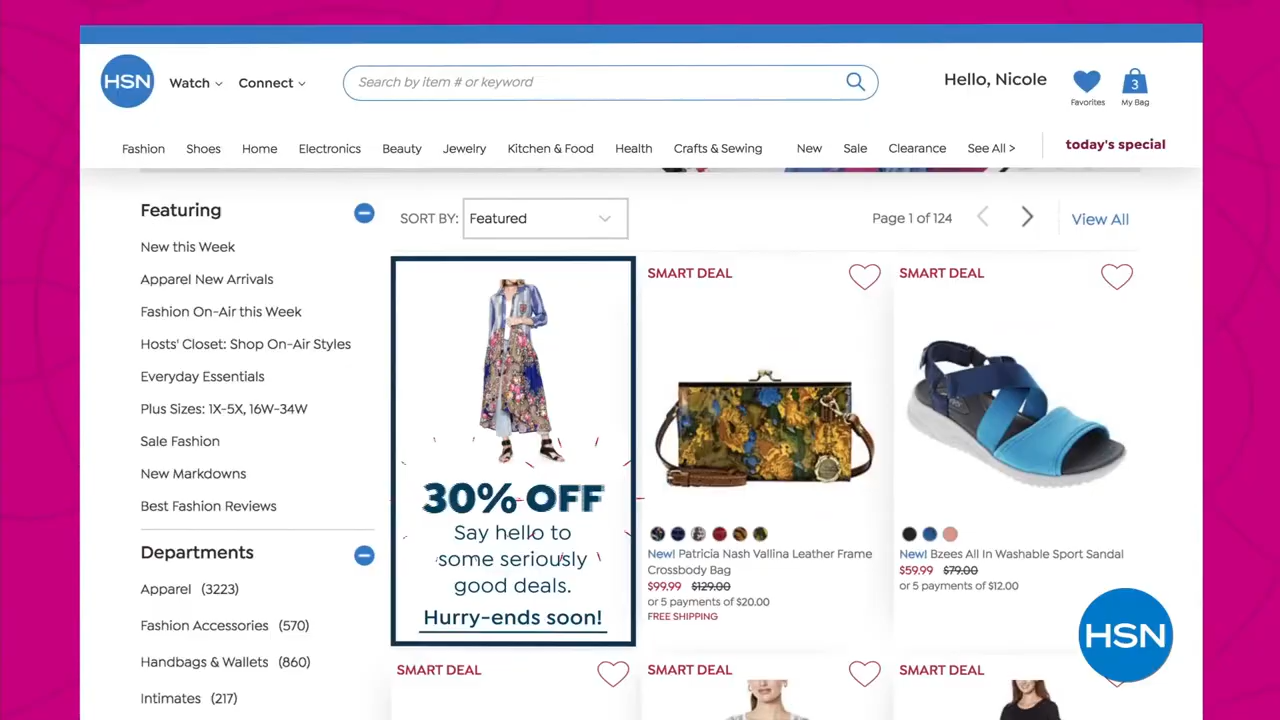 HSN
Watch
Connect
Search by item # or keyword
Hello, Nicole
Favorites
3
My Bag
Fashion
Shoes
Home
Electronics
Beauty
Jewelry
Kitchen & Food
Health
Crafts & Sewing
New
Sale
Clearance
See All >
today's special
Featuring
New this Week
Apparel New Arrivals
Fashion On-Air this Week
Hosts' Closet: Shop On-Air Styles
Everyday Essentials
Plus Sizes: 1X-5X, 16W-34W
Sale Fashion
New Markdowns
Best Fashion Reviews
Departments
Apparel (3223)
Fashion Accessories (570)
Handbags & Wallets (860)
Intimates (217)
SORT BY: Featured
Page 1 of 124
View All
30% OFF
Say hello to
some seriously
good deals.
Hurry-ends soon!
SMART DEAL
New! Patricia Nash Vallina Leather Frame
Crossbody Bag
$99.99 $129.00
or 5 payments of $20.00
FREE SHIPPING
SMART DEAL
New! Bzees All In Washable Sport Sandal
$59.99 $79.00
or 5 payments of $12.00
HSN
SMART DEAL
SMART DEAL
SMART DEAL